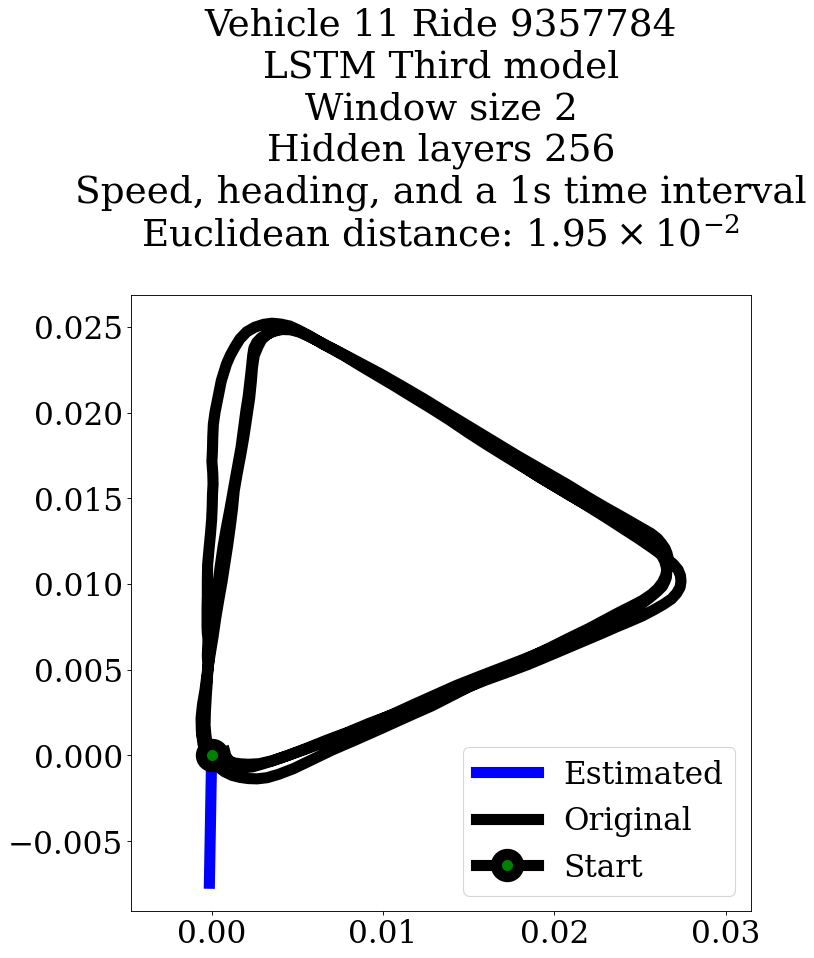 Vehicle 11 Ride 9357784
LSTM Third model
Window size 2
Hidden layers 256
Speed, heading, and a 1s time interval
Euclidean distance: 1.95 × 10⁻²
0.025
0.020
0.015
0.010
0.005
0.000
−0.005
Estimated
Original
Start
0.00 0.01 0.02 0.03